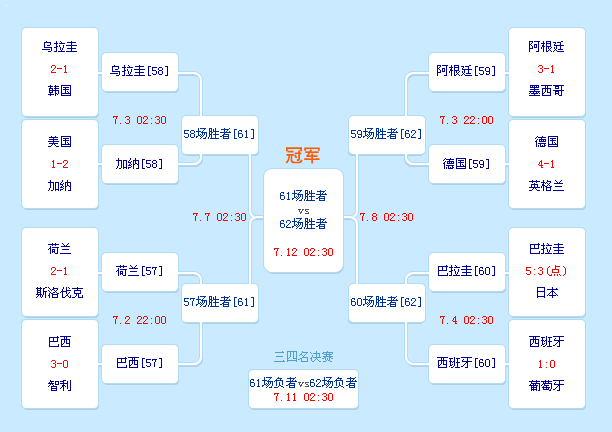 乌拉圭
2-1
韩国
乌拉圭[58]
7.3 02:30
美国
1-2
加纳
加纳[58]
58场胜者[61]
荷兰
2-1
斯洛伐克
荷兰[57]
7.2 22:00
巴西
3-0
智利
巴西[57]
57场胜者[61]
7.7 02:30
冠军
61场胜者
vs
62场胜者
7.12 02:30
三四名决赛
61场负者vs62场负者
7.11 02:30
7.8 02:30
59场胜者[62]
阿根廷[59]
7.3 22:00
德国[59]
阿根廷
3-1
墨西哥
德国
4-1
英格兰
60场胜者[62]
巴拉圭[60]
7.4 02:30
西班牙[60]
巴拉圭
5:3(点)
日本
西班牙
1:0
葡萄牙